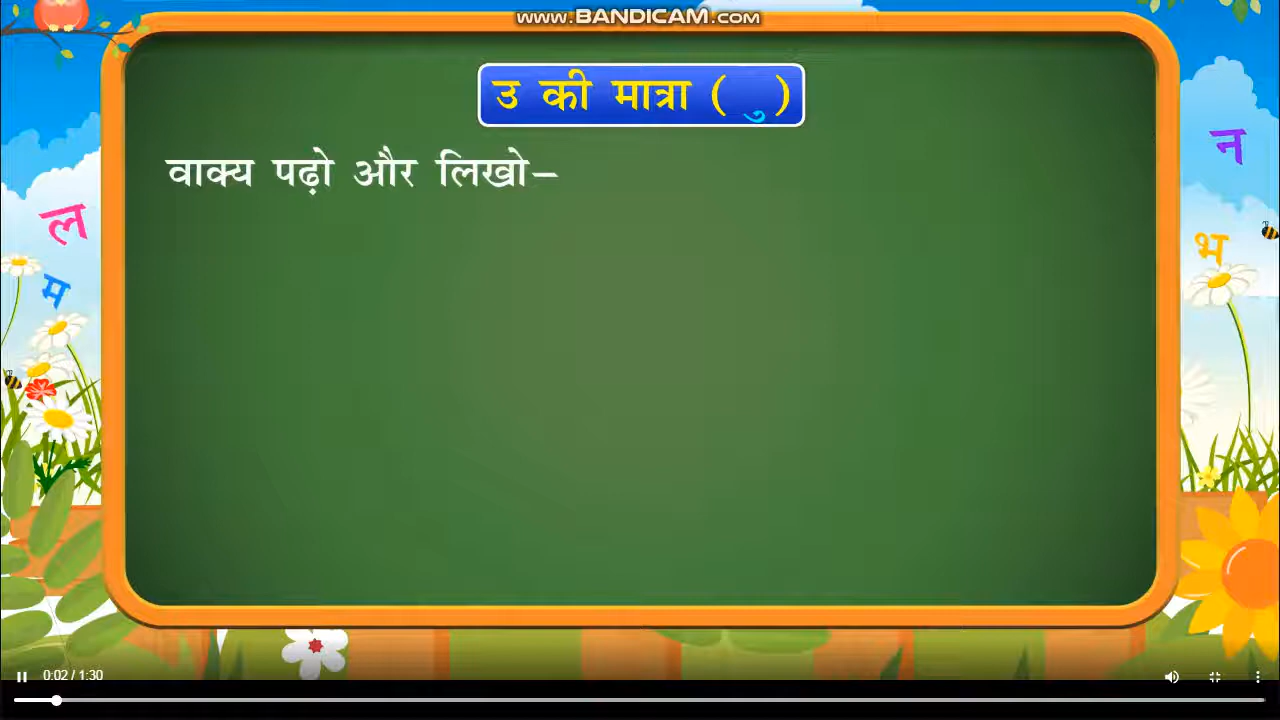 www.BANDICAM.com
उ की मात्रा ( ु )
वाक्य पढ़ो और लिखो-
न
ल
भ
म
0:02 / 1:30